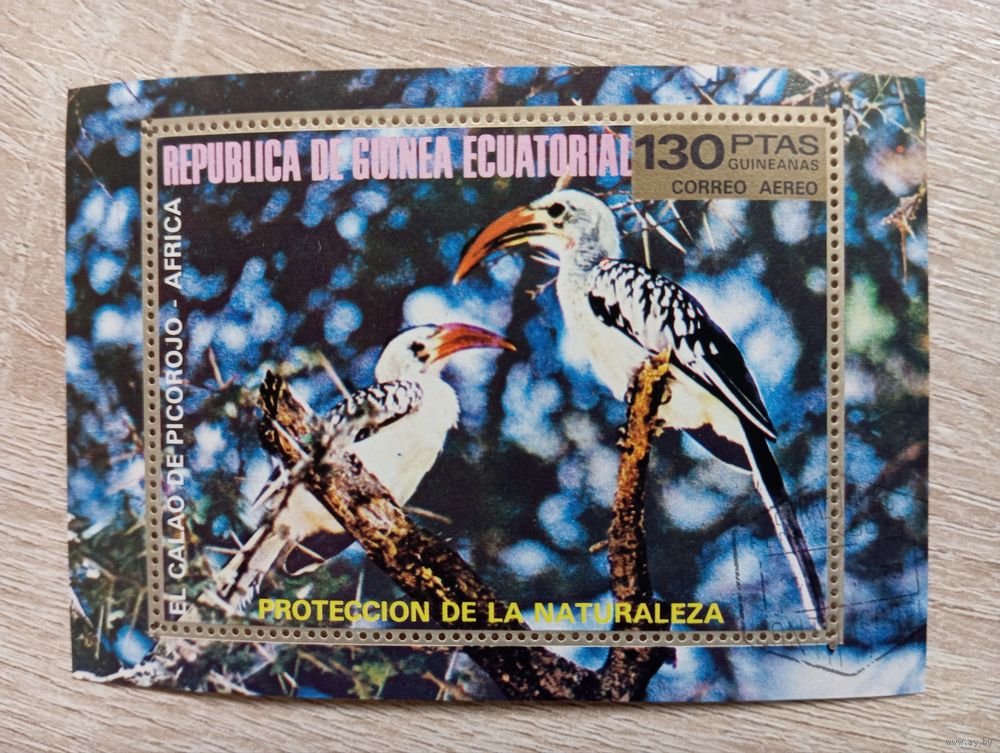 REPUBLICA DE GUINEA ECUATORIAL
130 PTAS
GUINEANAS
CORREO AEREO
EL CALAO DE PICOROJO - AFRICA
PROTECCION DE LA NATURALEZA
www.ay.by